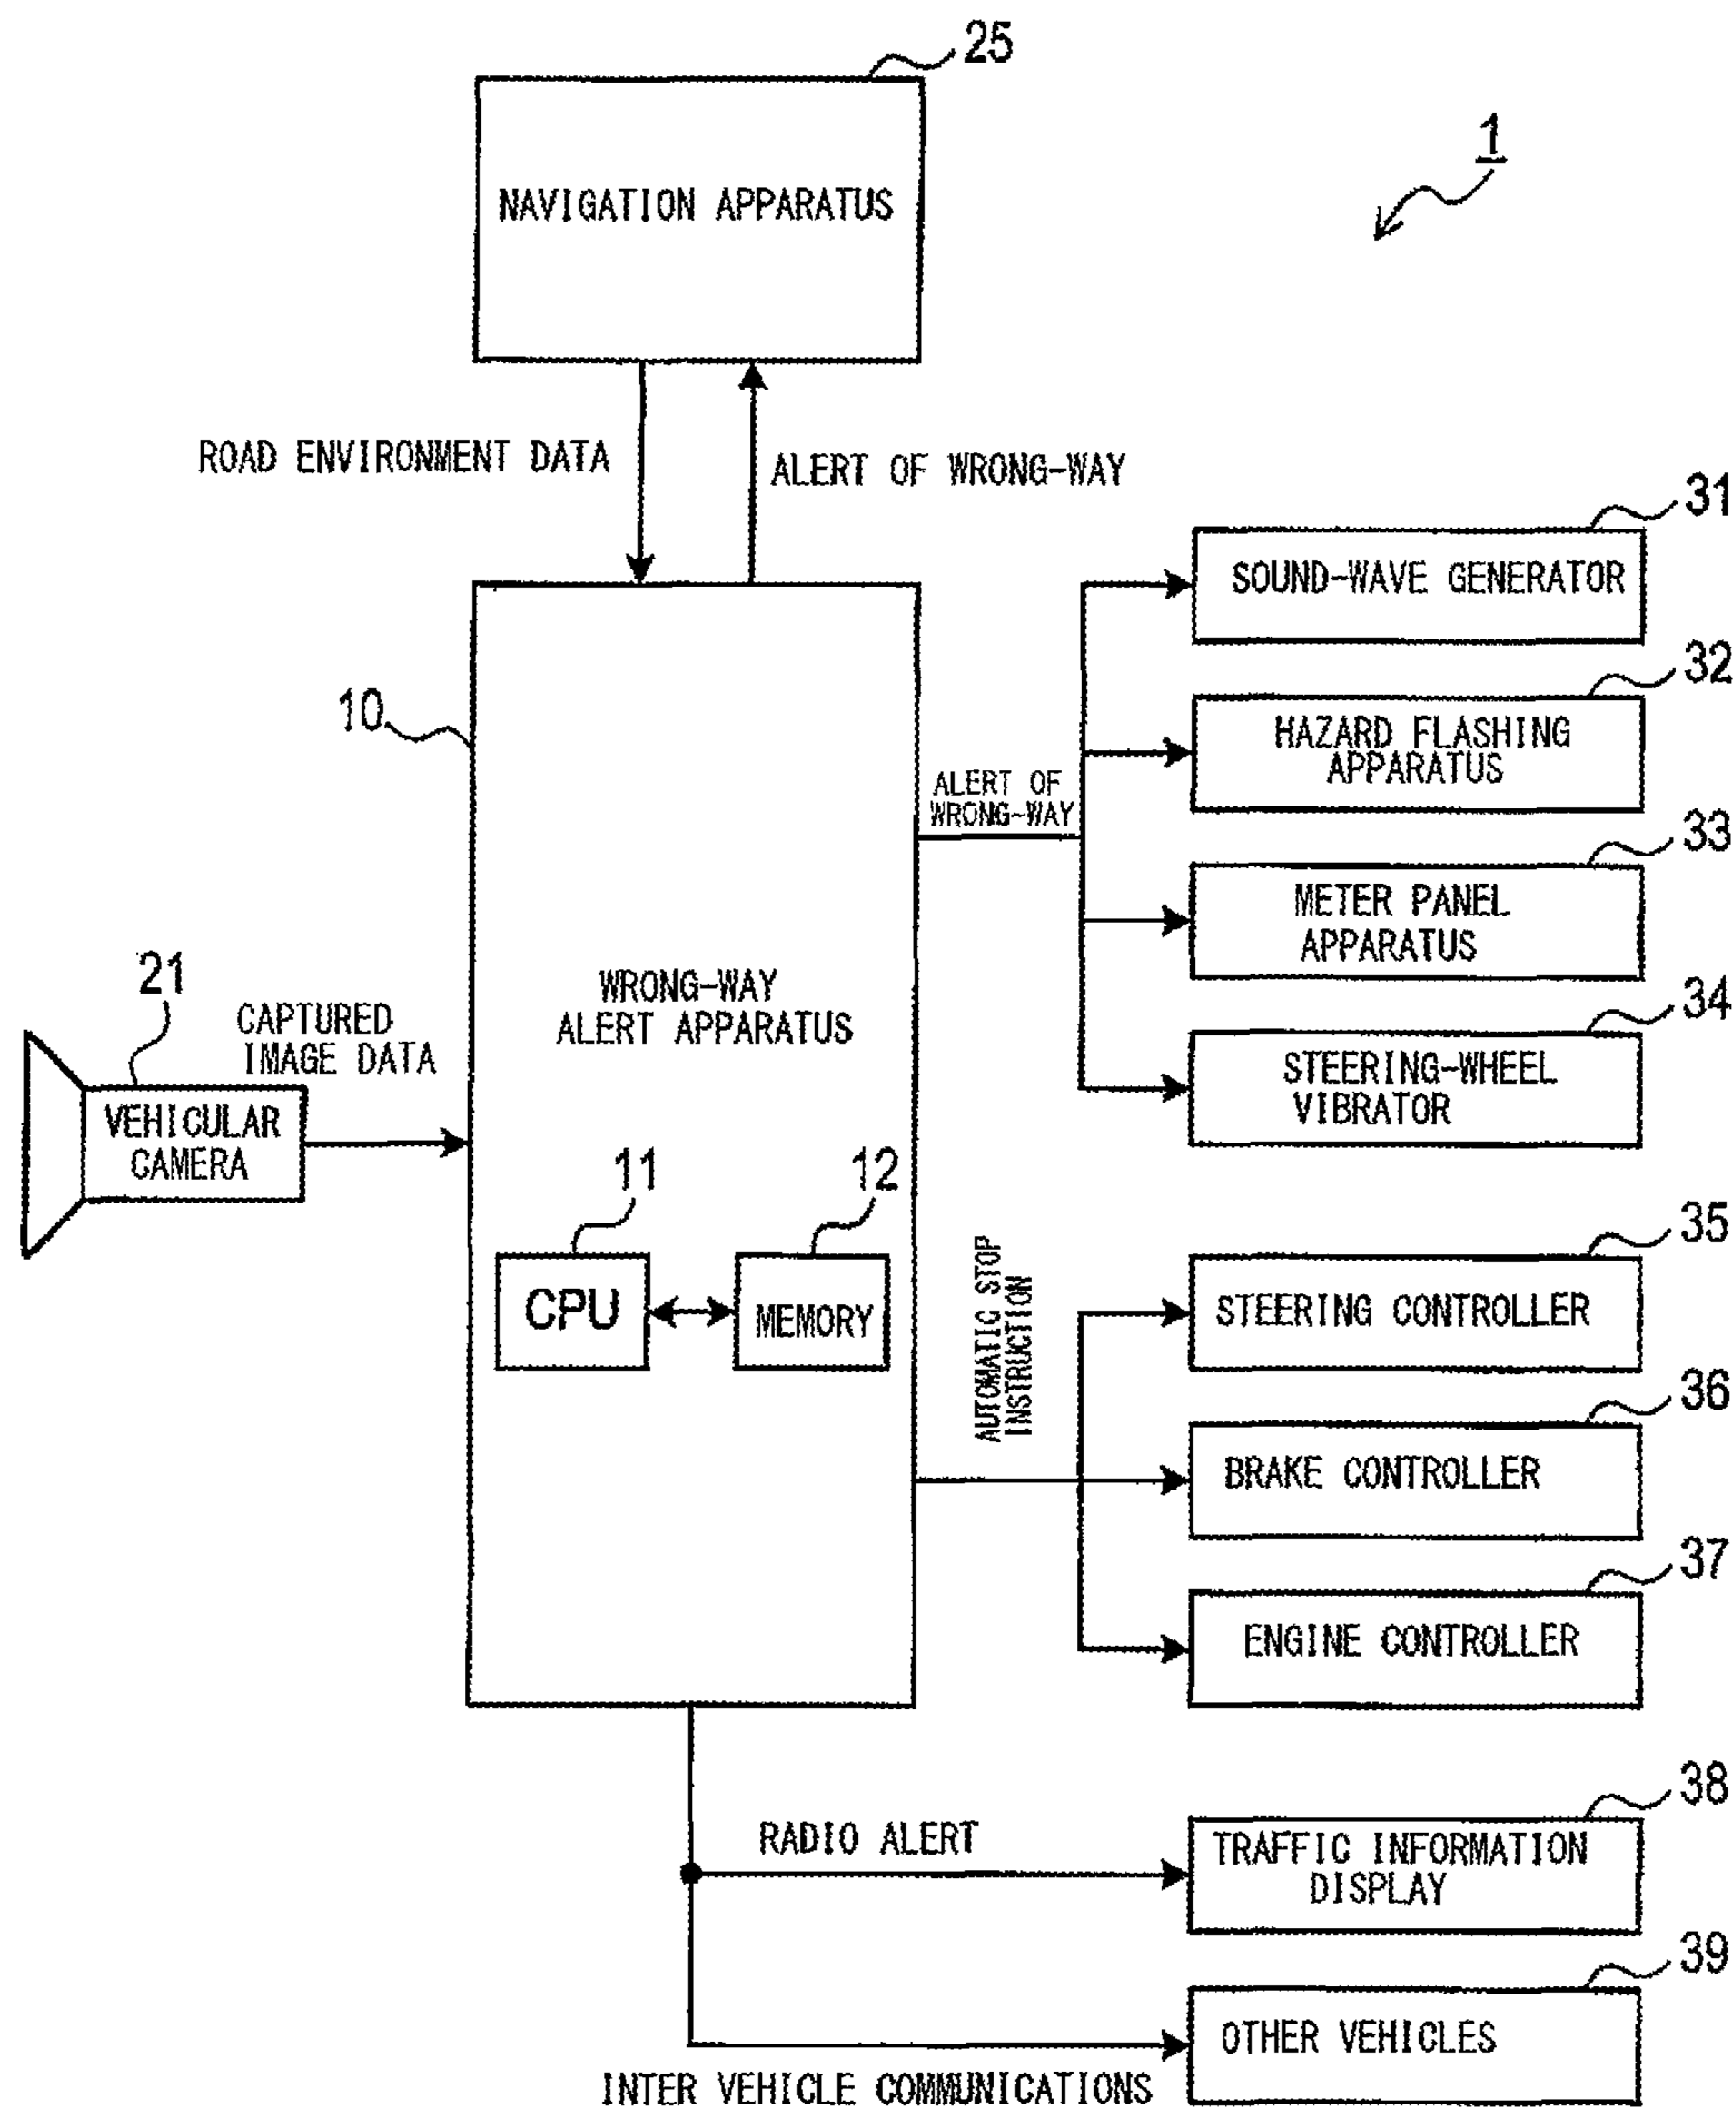 25
1
NAVIGATION APPARATUS
ROAD ENVIRONMENT DATA
ALERT OF WRONG-WAY
31
SOUND-WAVE GENERATOR
32
HAZARD FLASHING
APPARATUS
10
ALERT OF
WRONG-WAY
33
METER PANEL
APPARATUS
21
CAPTURED
IMAGE DATA
VEHICULAR
CAMERA
WRONG-WAY
ALERT APPARATUS
34
STEERING-WHEEL
VIBRATOR
11
12
CPU
MEMORY
AUTOMATIC STOP
INSTRUCTION
35
STEERING CONTROLLER
36
BRAKE CONTROLLER
37
ENGINE CONTROLLER
38
RADIO ALERT
TRAFFIC INFORMATION
DISPLAY
39
OTHER VEHICLES
INTER VEHICLE COMMUNICATIONS